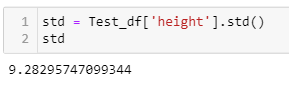 1 std = Test_df['height'].std()
2 std
9.28295747099344